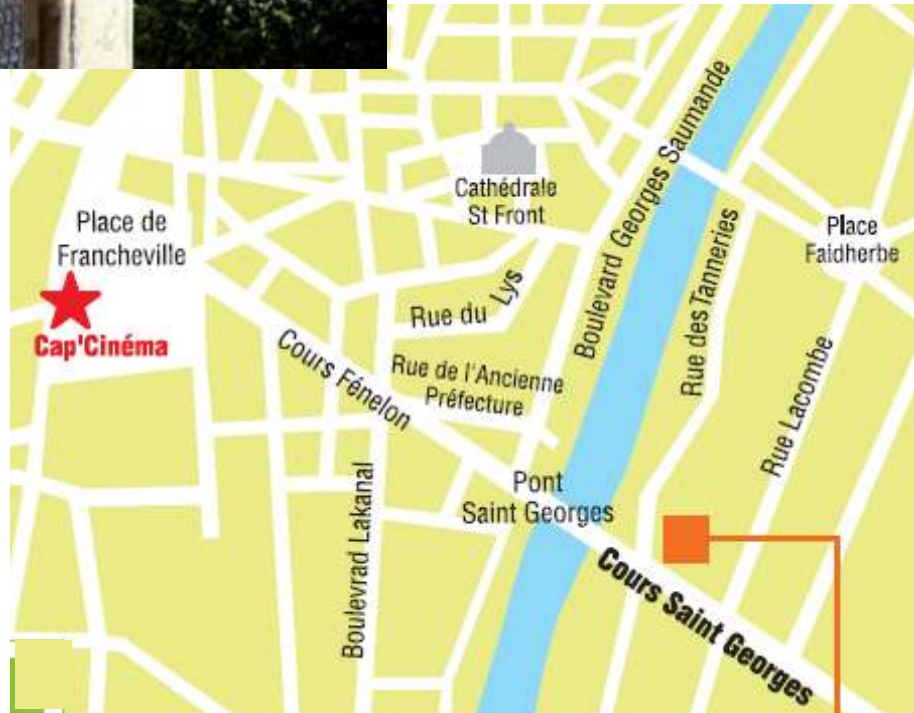 Boulevard Georges Saumande
Cathédrale
St Front
Place de
Francheville
Place
Faidherbe
Cap'Cinéma
Rue du Lys
Rue des Tanneries
Cours Fénelon
Rue de l'Ancienne
Préfecture
Rue Lacombe
Boulevrad Lakanal
Pont
Saint Georges
Cours Saint Georges